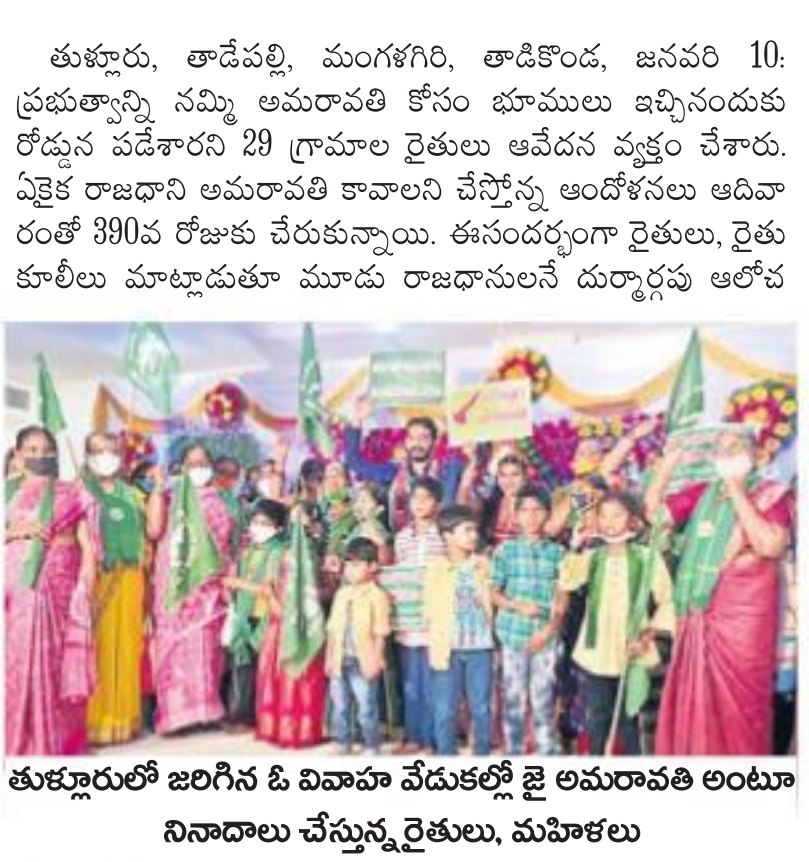 తుళ్లూరు, తాడేపల్లి, మంగళగిరి, తాడికొండ, జనవరి 10:
ప్రభుత్వాన్ని నమ్మి అమరావతి కోసం భూములు ఇచ్చినందుకు
రోడ్డున పడేశారని 29 గ్రామాల రైతులు ఆవేదన వ్యక్తం చేశారు.
ఏకైక రాజధాని అమరావతి కావాలని చేస్తోన్న ఆందోళనలు ఆదివా
రంతో 390వ రోజుకు చేరుకున్నాయి. ఈసందర్భంగా రైతులు, రైతు
కూలీలు మాట్లాడుతూ మూడు రాజధానులనే దుర్మార్గపు ఆలోచ
తుళ్లూరులో జరిగిన ఓ వివాహ వేడుకల్లో జై అమరావతి అంటూ
నినాదాలు చేస్తున్న రైతులు, మహిళలు